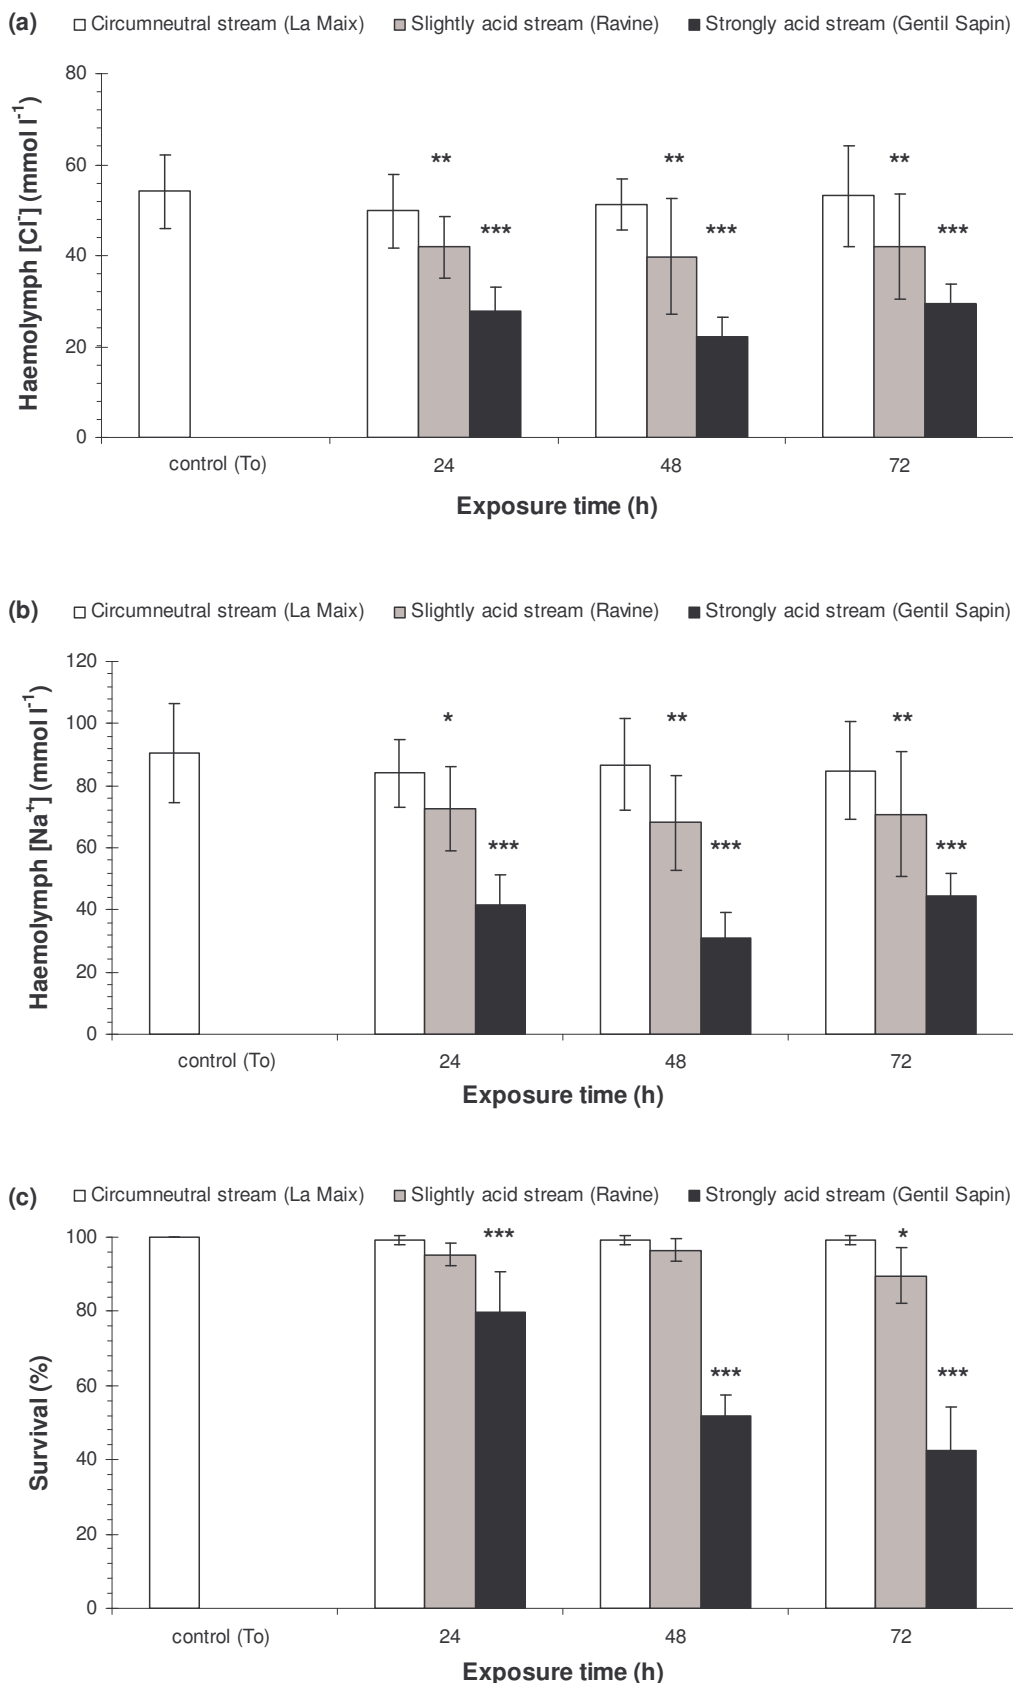 (a) Circumneutral stream (La Maix) Slightly acid stream (Ravine) Strongly acid stream (Gentil Sapin)
Haemolymph [Cl-] (mmol l-1)
80
60
40
20
0
** ** **
*** *** ***
control (To) 24 48 72
Exposure time (h)
(b) Circumneutral stream (La Maix) Slightly acid stream (Ravine) Strongly acid stream (Gentil Sapin)
Haemolymph [Na+] (mmol l-1)
120
100
80
60
40
20
0
* ** **
*** *** ***
control (To) 24 48 72
Exposure time (h)
(c) Circumneutral stream (La Maix) Slightly acid stream (Ravine) Strongly acid stream (Gentil Sapin)
Survival (%)
100
80
60
40
20
0
*** *
*** ***
control (To) 24 48 72
Exposure time (h)